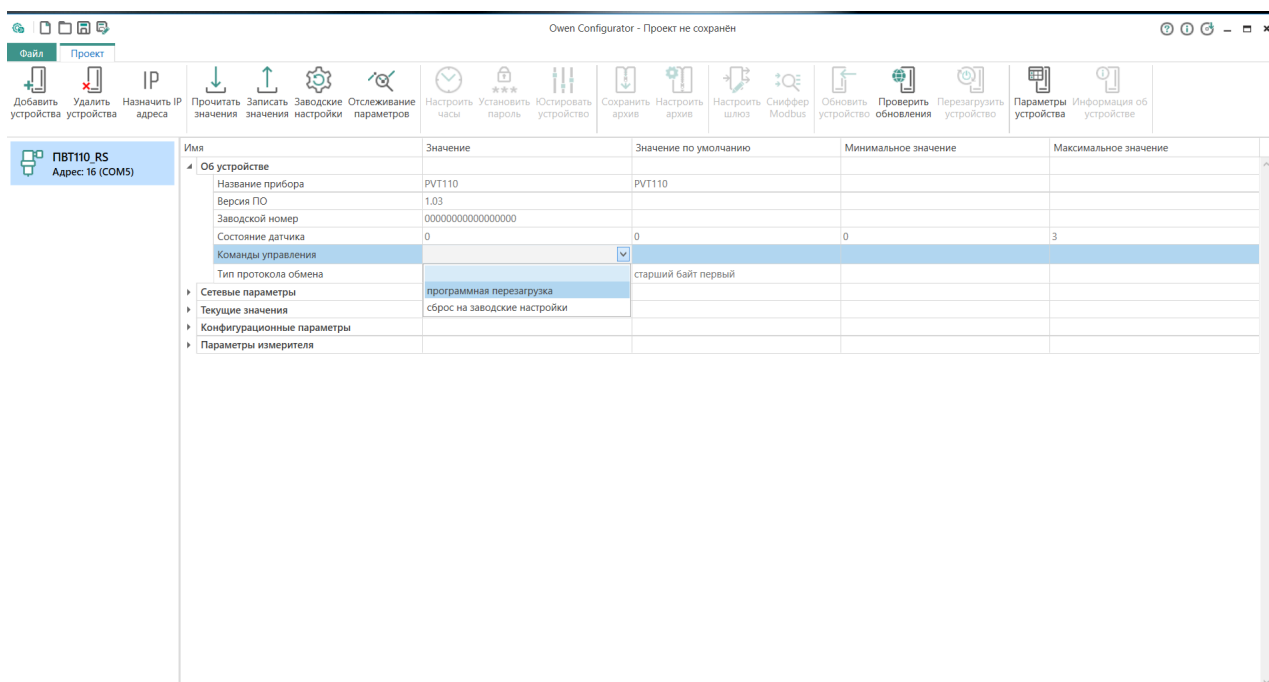 Owen Configurator - Проект не сохранён
Файл Проект
Добавить устройства
Удалить устройства
Назначить IP адреса
Прочитать значения
Записать значения
Заводские настройки
Отслеживание параметров
Настроить часы
Установить пароль
Юстировать устройство
Сохранить архив
Настроить архив
Настроить шлюз
Сниффер Modbus
Обновить устройство
Проверить обновления
Перезагрузить устройство
Параметры устройства
Информация об устройстве
ПВТ110_RS
Адрес: 16 (COM5)
Имя Значение Значение по умолчанию Минимальное значение Максимальное значение
Об устройстве
Название прибора PVT110 PVT110
Версия ПО 1.03
Заводской номер 00000000000000000
Состояние датчика 0 0 0 3
Команды управления
Тип протокола обмена старший байт первый
программная перезагрузка
сброс на заводские настройки
Сетевые параметры
Текущие значения
Конфигурационные параметры
Параметры измерителя